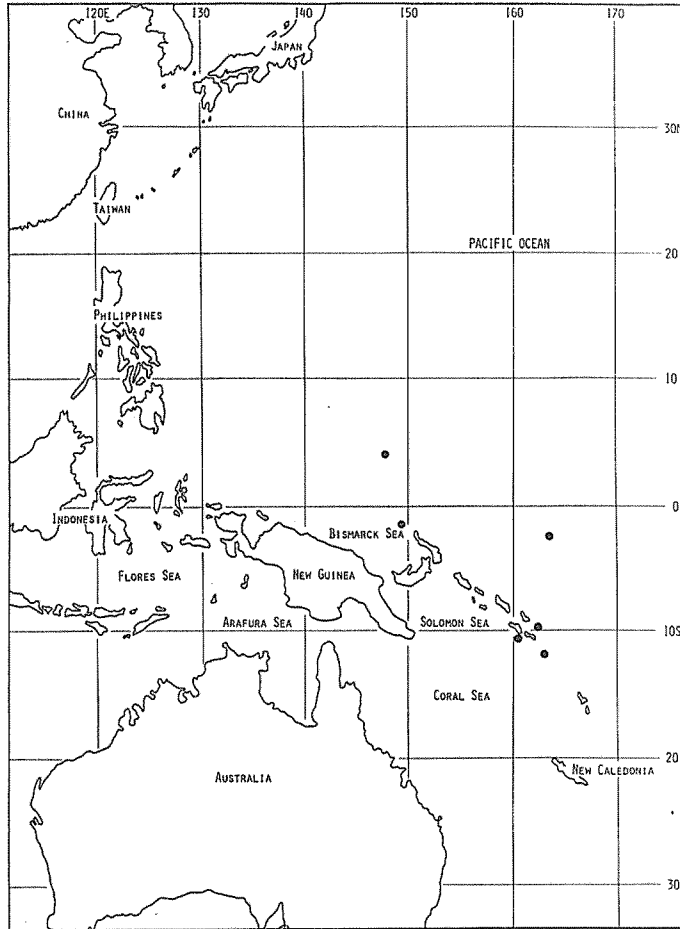 120E 130 140 150 160 170
JAPAN
CHINA
30N
TAIWAN
PACIFIC OCEAN
20
PHILIPPINES
10
0
INDONESIA
BISMARCK SEA
FLORES SEA
NEW GUINEA
ARAFURA SEA
SOLOMON SEA
10S
CORAL SEA
20
NEW CALEDONIA
AUSTRALIA
30